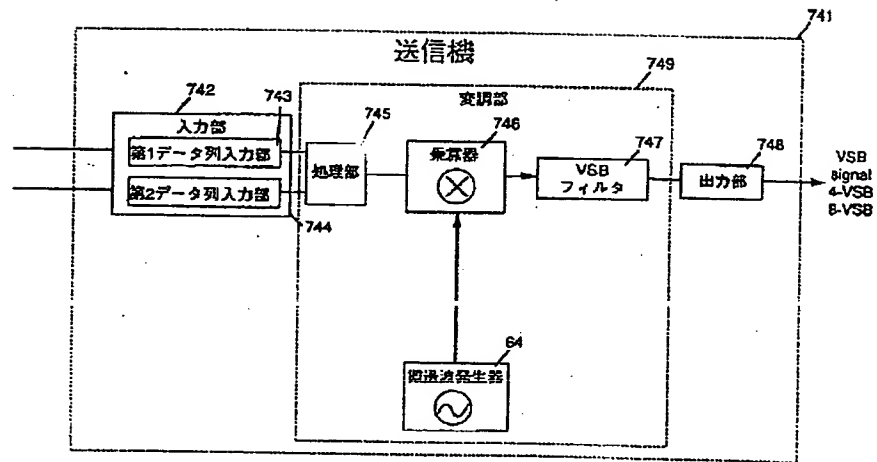 741
送信機
749
742
743
変調部
入力部
745
746
747
第1データ列入力部
処理部
乗算器
VSB
フィルタ
748
出力部
VSB
signal
4-VSB
8-VSB
第2データ列入力部
744
64
発生器